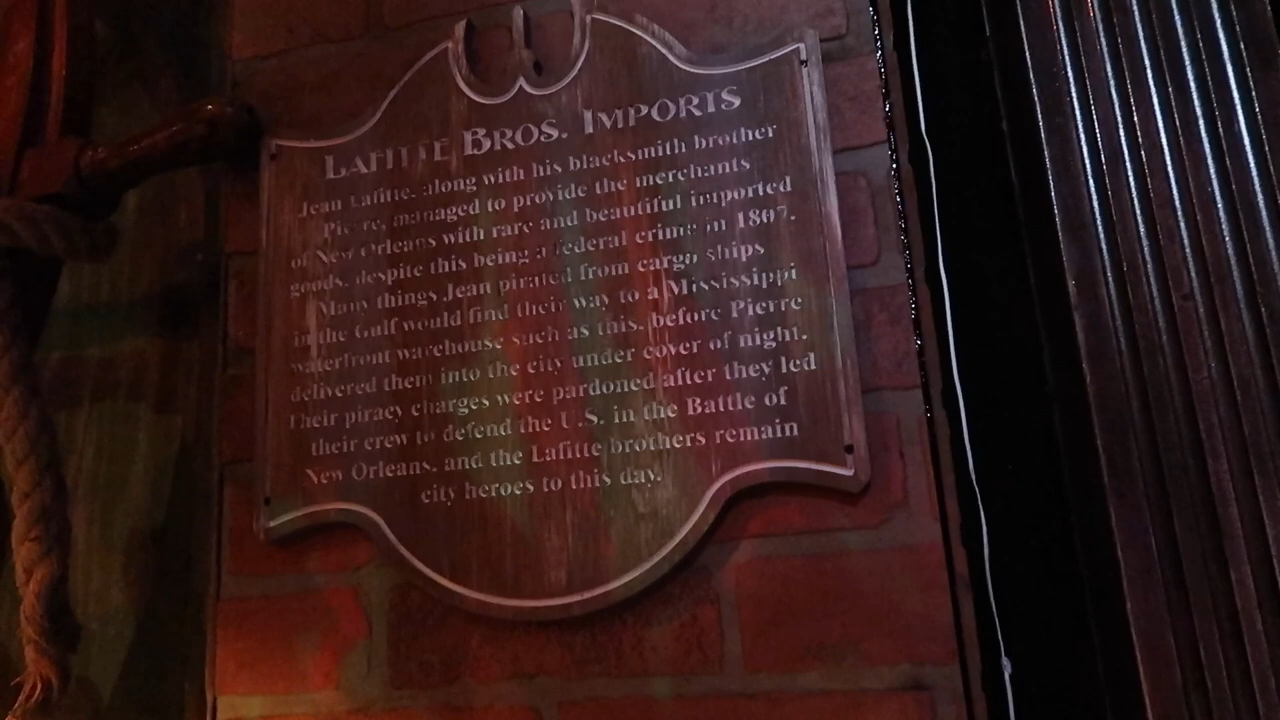 LAFITTE BROS. IMPORTS
Jean Lafitte, along with his blacksmith brother
Pierre, managed to provide the merchants
of New Orleans with rare and beautiful imported
goods, despite this being a federal crime in 1807.
Many things Jean pirated from cargo ships
in the Gulf would find their way to a Mississippi
waterfront warehouse such as this, before Pierre
delivered them into the city under cover of night.
Their piracy charges were pardoned after they led
their crew to defend the U.S. in the Battle of
New Orleans, and the Lafitte brothers remain
city heroes to this day.